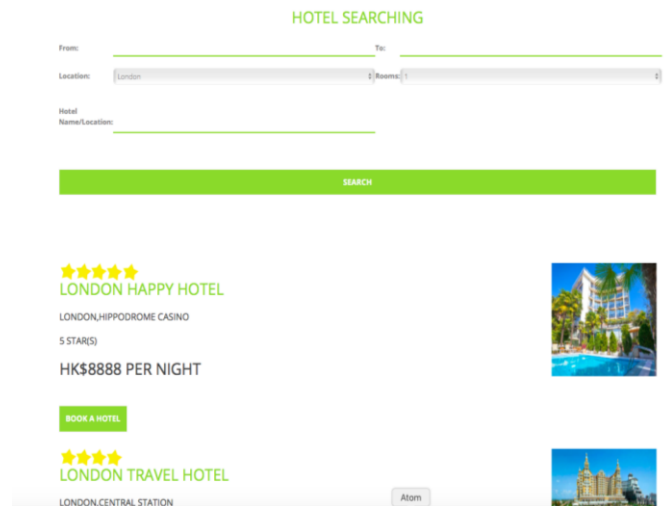 HOTEL SEARCHING
From: To:
Location: London Rooms: 1
Hotel
Name/Location:
SEARCH
LONDON HAPPY HOTEL
LONDON,HIPPODROME CASINO
5 STAR(S)
HK$8888 PER NIGHT
BOOK A HOTEL
LONDON TRAVEL HOTEL
LONDON,CENTRAL STATION
Atom